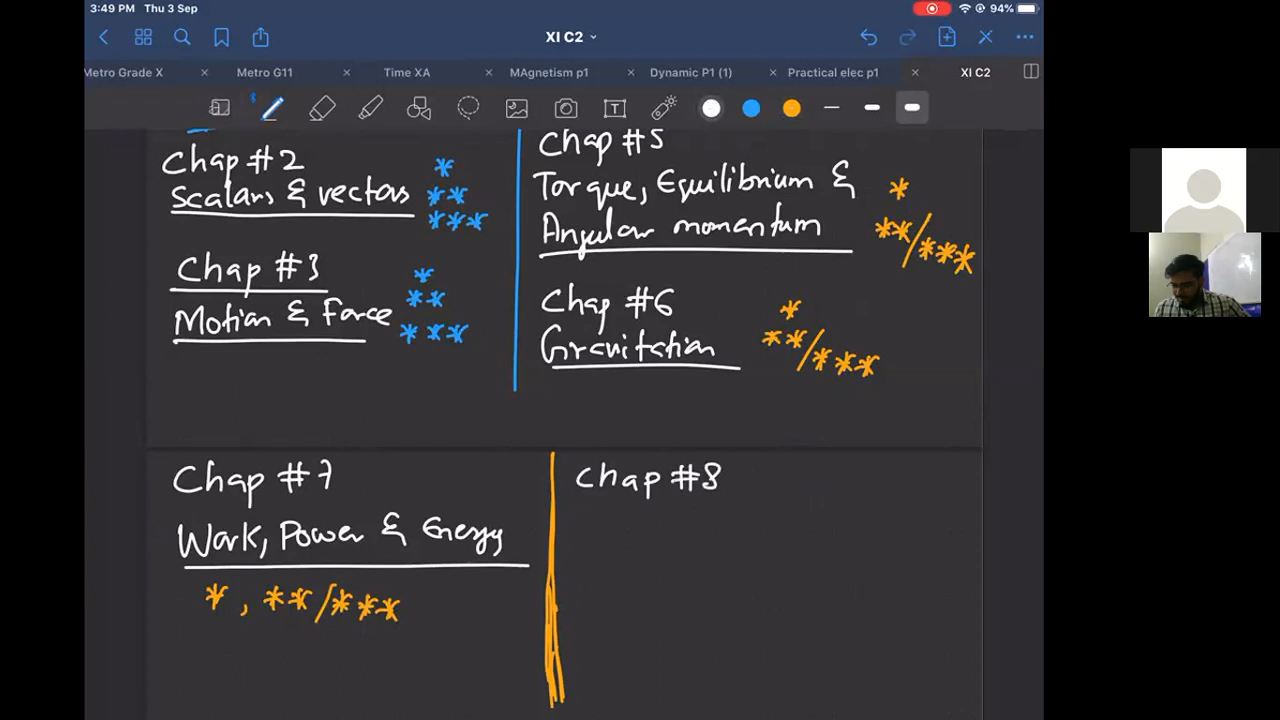 3:49 PM Thu 3 Sep
94%
XI C2
Metro Grade X
Metro G11
Time XA
MAgnetism p1
Dynamic P1 (1)
Practical elec p1
XI C2
Chap #2
Scalars & vectors
*
**
***
Chap #3
Motion & Force
*
**
***
Chap #5
Torque, Equilibrium &
Angular momentum
*
**/***
Chap #6
Gravitation
*
**/***
Chap #7
Work, Power & Energy
*, **/***
Chap #8